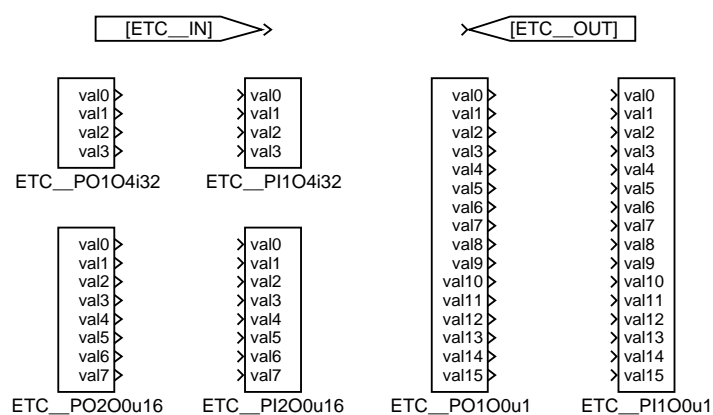 [ETC__IN]
[ETC__OUT]
val0
val1
val2
val3
ETC__PO1O4i32
val0
val1
val2
val3
ETC__PI1O4i32
val0
val1
val2
val3
val4
val5
val6
val7
ETC__PO2O0u16
val0
val1
val2
val3
val4
val5
val6
val7
ETC__PI2O0u16
val0
val1
val2
val3
val4
val5
val6
val7
val8
val9
val10
val11
val12
val13
val14
val15
ETC__PO1O0u1
val0
val1
val2
val3
val4
val5
val6
val7
val8
val9
val10
val11
val12
val13
val14
val15
ETC__PI1O0u1